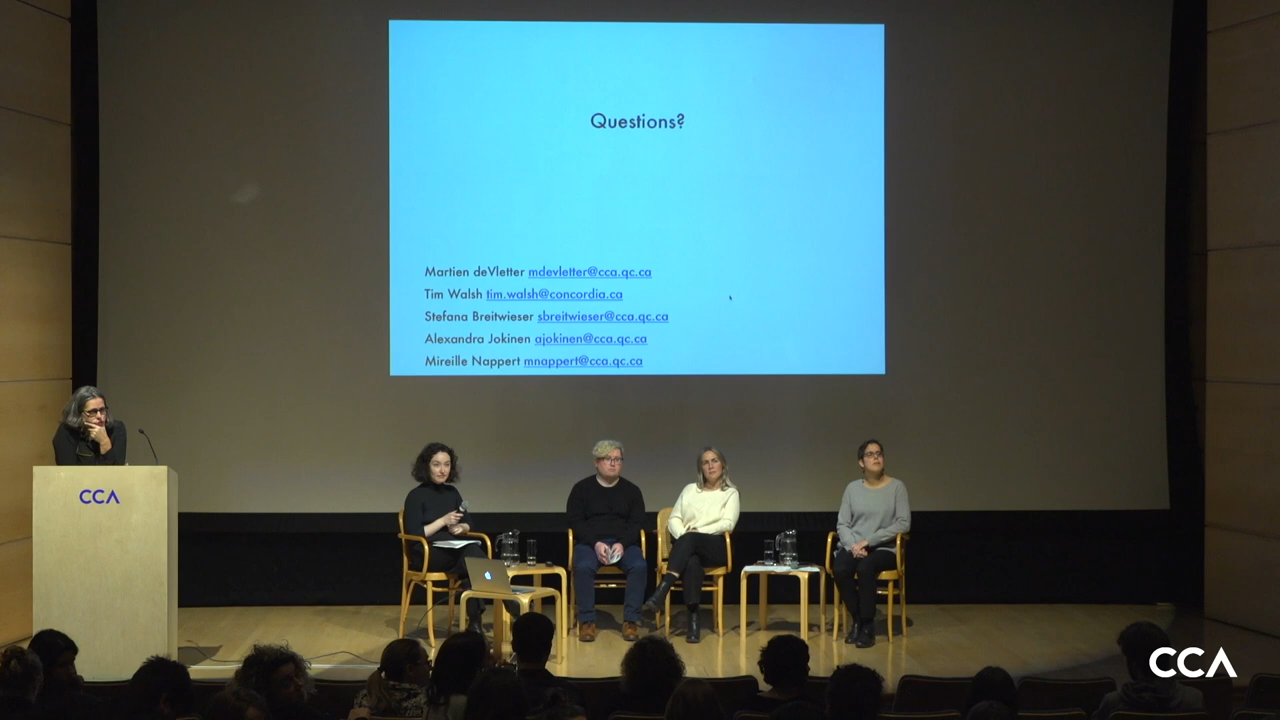 Questions?
Martien deVletter mdevletter@cca.qc.ca
Tim Walsh tim.walsh@concordia.ca
Stefana Breitwieser sbreitwieser@cca.qc.ca
Alexandra Jokinen ajokinen@cca.qc.ca
Mireille Nappert mnappert@cca.qc.ca
CCA
CCA